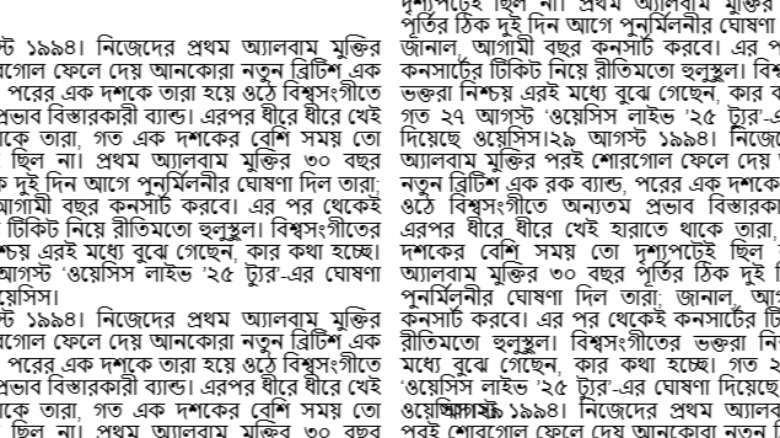 স্ট ১৯৯৪। নিজেদের প্রথম অ্যালবাম মুক্তির
ফেলে দেয় আনকোরা নতুন ব্রিটিশ এক
পরের এক দশকে তারা হয়ে ওঠে বিশ্বসংগীতে
প্রভাব বিস্তারকারী ব্যান্ড। এরপর ধীরে ধীরে খেই
কে তারা, গত এক দশকের বেশি সময় তো
ছিল না। প্রথম অ্যালবাম মুক্তির ৩০ বছর
ক দুই দিন আগে পুনর্মিলনীর ঘোষণা দিল তারা;
আগামী বছর কনসার্ট করবে। এর পর থেকেই
টিকিট নিয়ে রীতিমতো হুলুস্থুল। বিশ্বসংগীতের
শ্চয় এরই মধ্যে বুঝে গেছেন, কার কথা হচ্ছে।
আগস্ট ‘ওয়েসিস লাইভ ’২৫ ট্যুর’-এর ঘোষণা
য়েসিস।
স্ট ১৯৯৪। নিজেদের প্রথম অ্যালবাম মুক্তির
ফেলে দেয় আনকোরা নতুন ব্রিটিশ এক
পরের এক দশকে তারা হয়ে ওঠে বিশ্বসংগীতে
প্রভাব বিস্তারকারী ব্যান্ড। এরপর ধীরে ধীরে খেই
কে তারা, গত এক দশকের বেশি সময় তো
ছিল না। প্রথম অ্যালবাম মুক্তির ৩০ বছর
দৃশ্যপটেই ছিল না। প্রথম অ্যালবাম মুক্তির
পূর্তির ঠিক দুই দিন আগে পুনর্মিলনীর ঘোষণা
জানাল, আগামী বছর কনসার্ট করবে। এর প
কনসার্টের টিকিট নিয়ে রীতিমতো হুলুস্থুল। বিশ্ব
ভক্তরা নিশ্চয় এরই মধ্যে বুঝে গেছেন, কার ক
গত ২৭ আগস্ট ‘ওয়েসিস লাইভ ’২৫ ট্যুর’-এ
দিয়েছে ওয়েসিস।২৯ আগস্ট ১৯৯৪। নিজে
অ্যালবাম মুক্তির পরই শোরগোল ফেলে দেয়
নতুন ব্রিটিশ এক রক ব্যান্ড, পরের এক দশকে
ওঠে বিশ্বসংগীতে অন্যতম প্রভাব বিস্তারকা
এরপর ধীরে ধীরে খেই হারাতে থাকে তারা,
দশকের বেশি সময় তো দৃশ্যপটেই ছিল
অ্যালবাম মুক্তির ৩০ বছর পূর্তির ঠিক দুই দি
পুনর্মিলনীর ঘোষণা দিল তারা; জানাল, আগ
কনসার্ট করবে। এর পর থেকেই কনসার্টের টি
রীতিমতো হুলুস্থুল। বিশ্বসংগীতের ভক্তরা নি
মধ্যে বুঝে গেছেন, কার কথা হচ্ছে। গত ২
‘ওয়েসিস লাইভ ’২৫ ট্যুর’-এর ঘোষণা দিয়েছে
১৯৯৪। নিজেদের প্রথম
পরই শোরগোল ফেলে দেয় আনকোরা নতুন